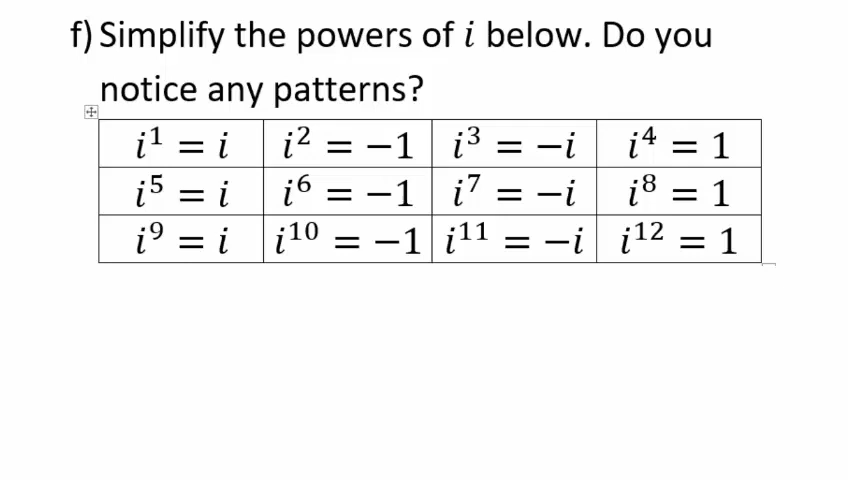 f) Simplify the powers of i below. Do you
notice any patterns?
i¹ = i i² = −1 i³ = −i i⁴ = 1
i⁵ = i i⁶ = −1 i⁷ = −i i⁸ = 1
i⁹ = i i¹⁰ = −1 i¹¹ = −i i¹² = 1